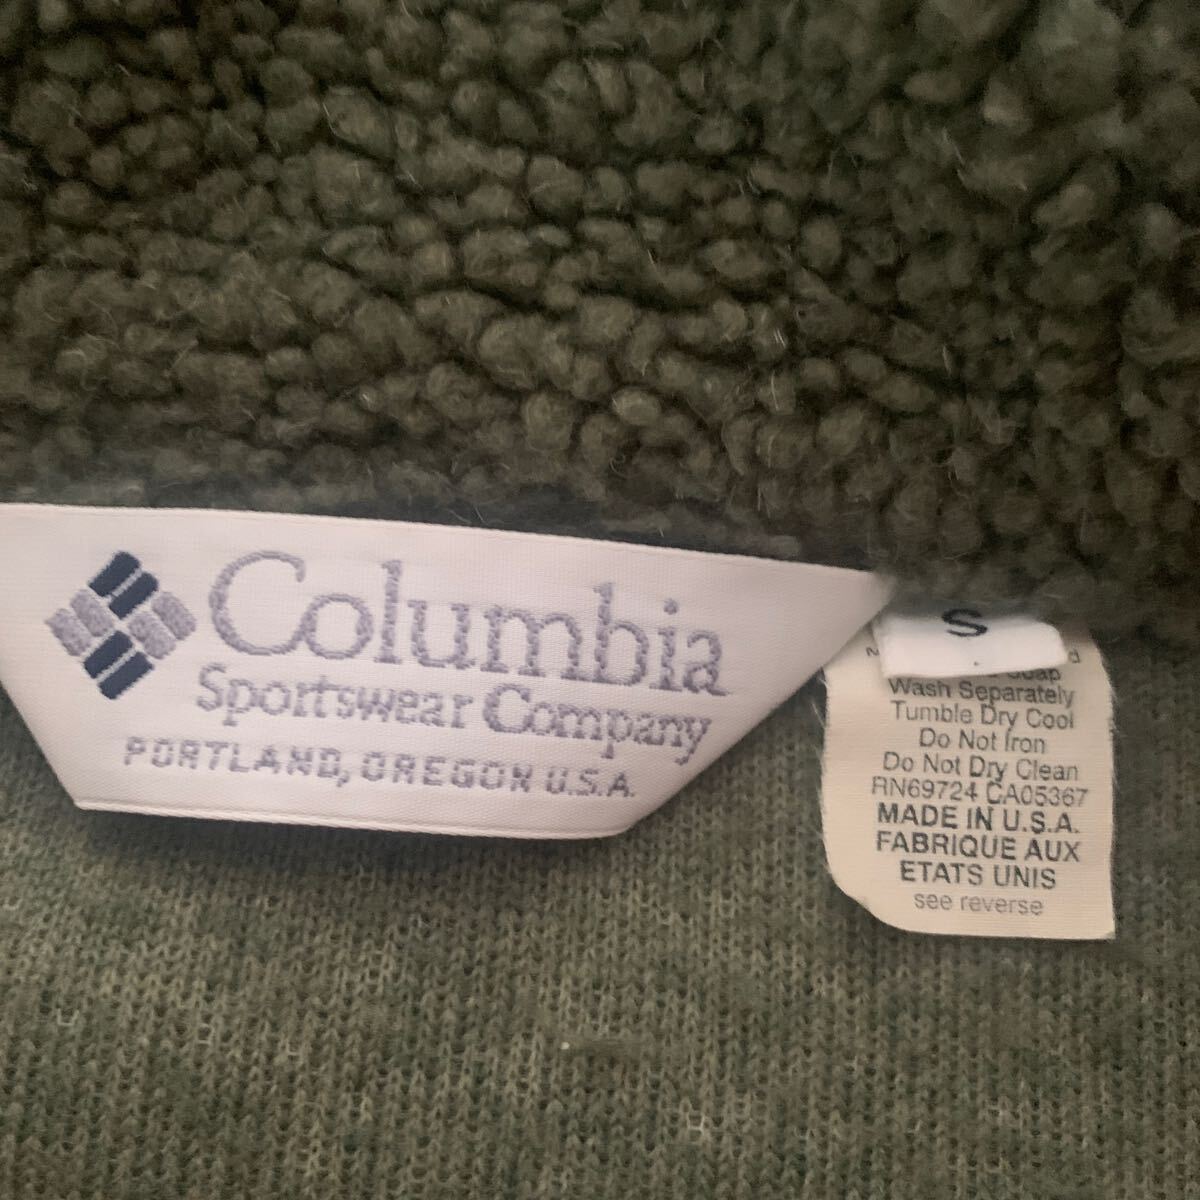 Columbia
Sportswear Company
PORTLAND, OREGON U.S.A.
S
Soap
Wash Separately
Tumble Dry Cool
Do Not Iron
Do Not Dry Clean
RN69724 CA05367
MADE IN U.S.A.
FABRIQUE AUX
ETATS UNIS
see reverse